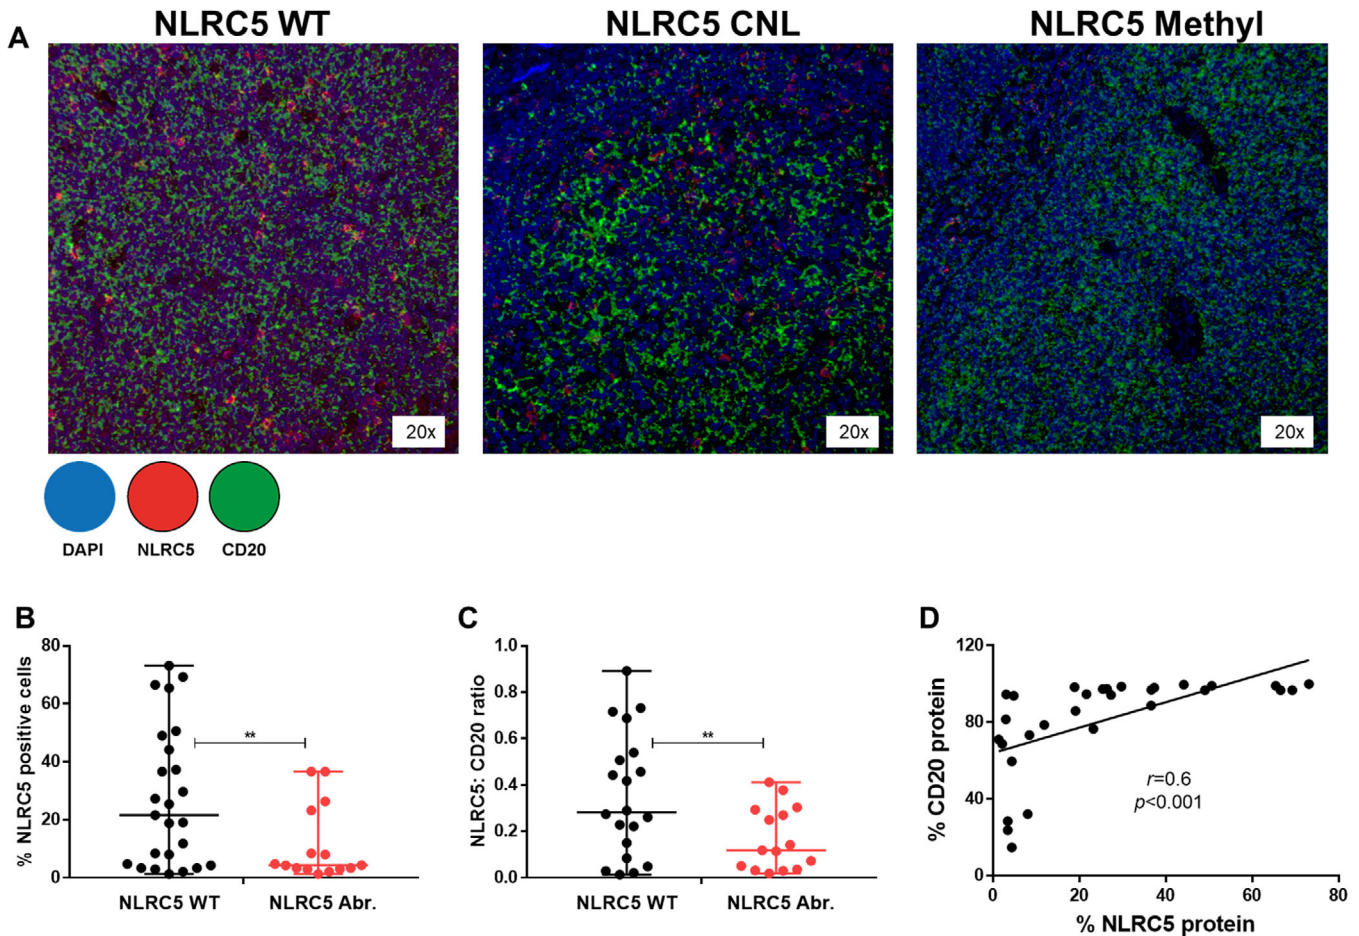 A
NLRC5 WT
NLRC5 CNL
NLRC5 Methyl
20x
20x
20x
DAPI
NLRC5
CD20
B
% NLRC5 positive cells
80
60
40
20
0
**
NLRC5 WT
NLRC5 Abr.
C
NLRC5: CD20 ratio
1.0
0.8
0.6
0.4
0.2
0.0
**
NLRC5 WT
NLRC5 Abr.
D
% CD20 protein
120
80
40
0
r=0.6
p<0.001
0
20
40
60
80
% NLRC5 protein